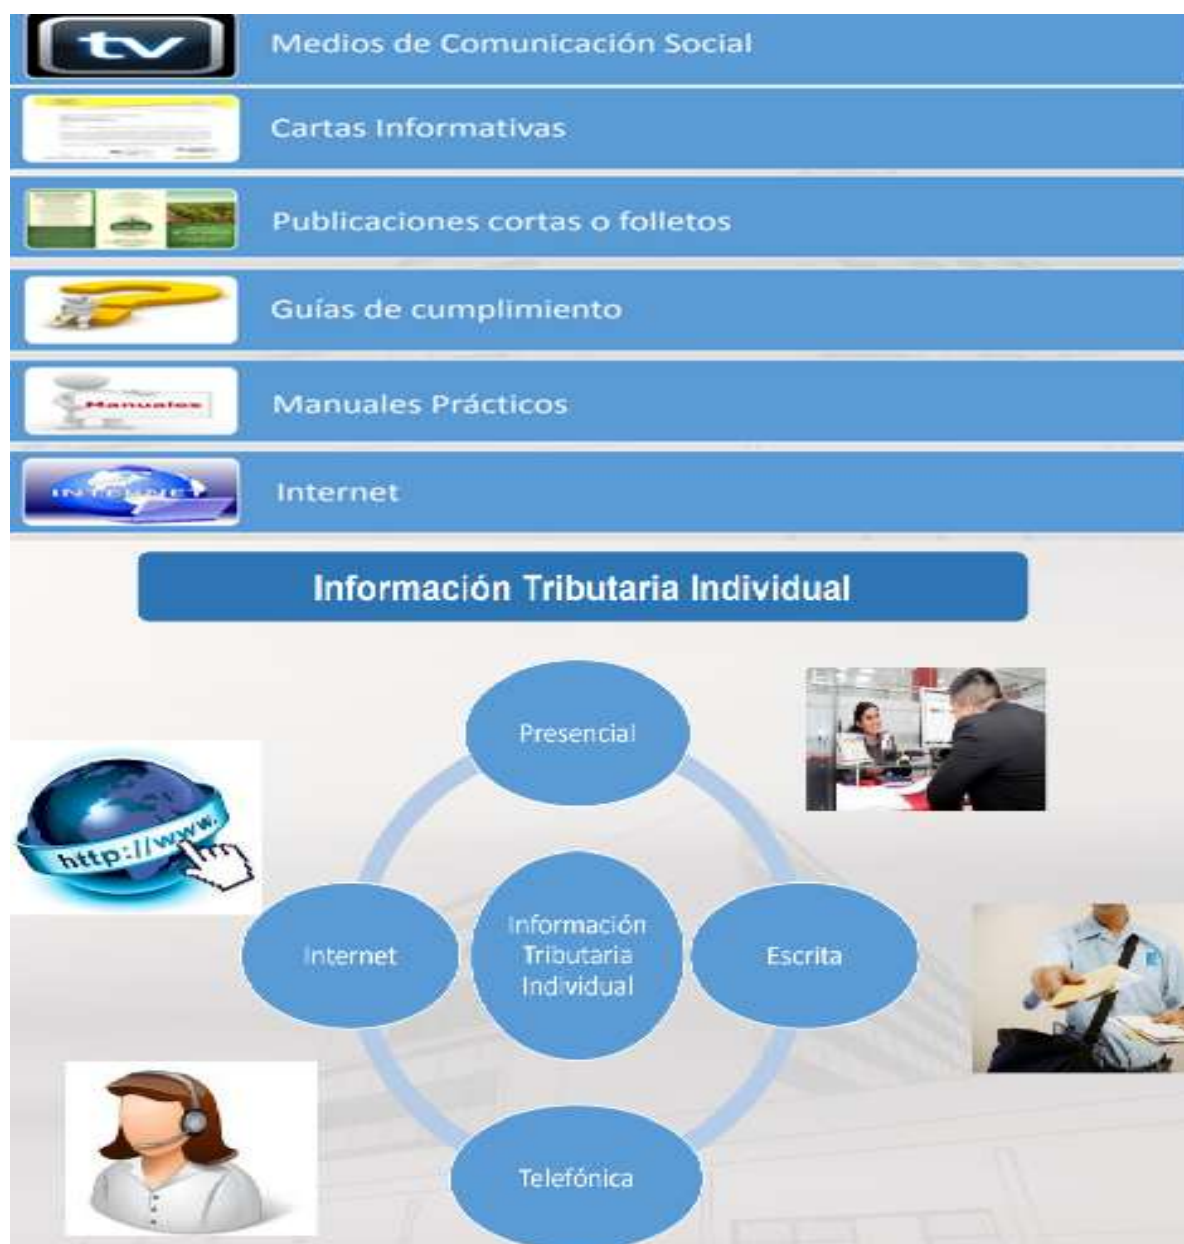 tv
Medios de Comunicación Social
Cartas Informativas
Publicaciones cortas o folletos
Guías de cumplimiento
Manuales
Manuales Prácticos
INTERNET
Internet
Información Tributaria Individual
Presencial
http://www.
Internet
Información
Tributaria
Individual
Escrita
Telefónica